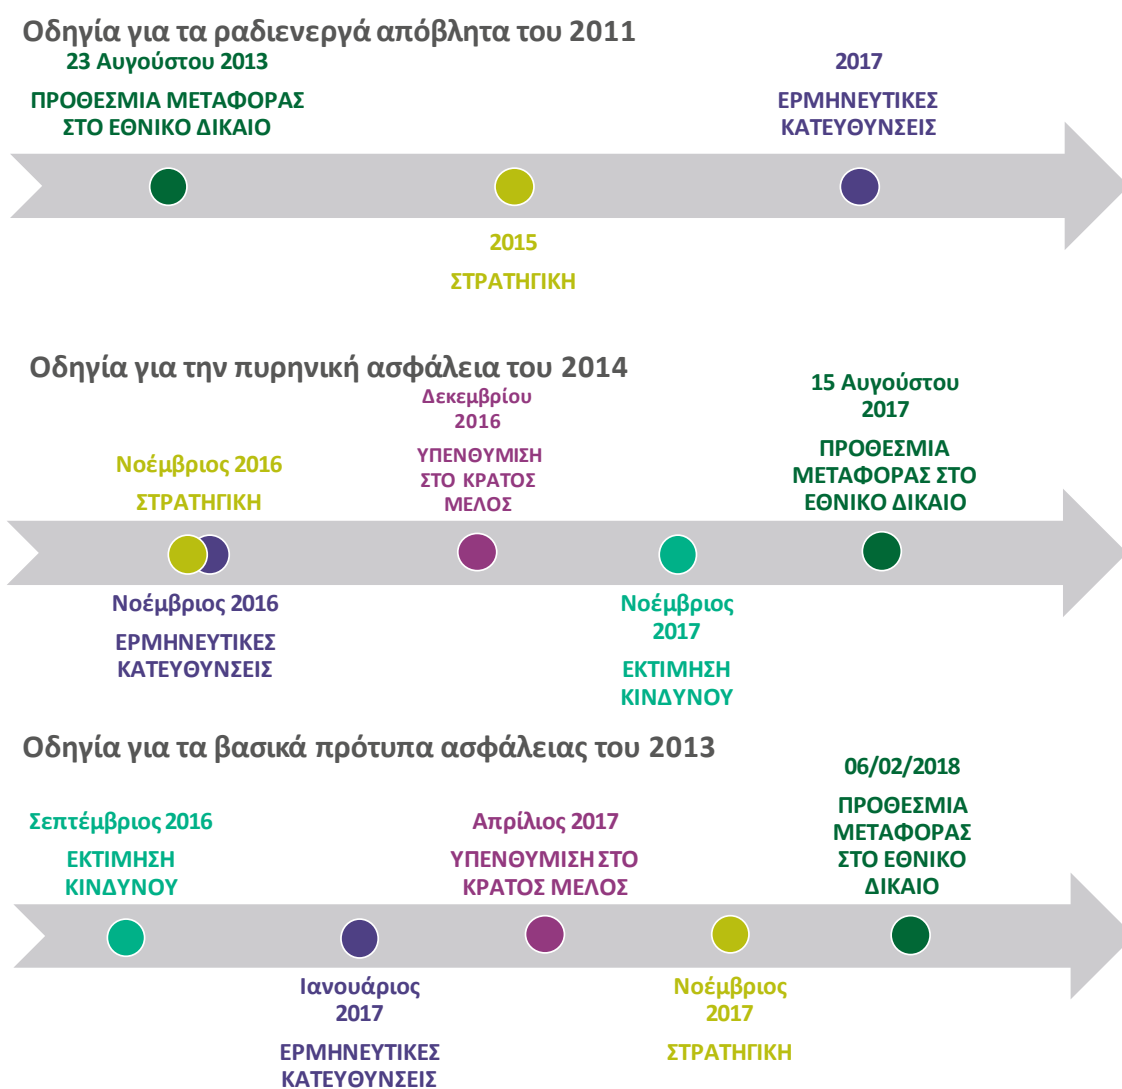 Οδηγία για τα ραδιενεργά απόβλητα του 2011
23 Αυγούστου 2013
ΠΡΟΘΕΣΜΙΑ ΜΕΤΑΦΟΡΑΣ
ΣΤΟ ΕΘΝΙΚΟ ΔΙΚΑΙΟ
2017
ΕΡΜΗΝΕΥΤΙΚΕΣ
ΚΑΤΕΥΘΥΝΣΕΙΣ
2015
ΣΤΡΑΤΗΓΙΚΗ
Οδηγία για την πυρηνική ασφάλεια του 2014
Νοέμβριος 2016
ΣΤΡΑΤΗΓΙΚΗ
Δεκεμβρίου
2016
ΥΠΕΝΘΥΜΙΣΗ
ΣΤΟ ΚΡΑΤΟΣ
ΜΕΛΟΣ
15 Αυγούστου
2017
ΠΡΟΘΕΣΜΙΑ
ΜΕΤΑΦΟΡΑΣ ΣΤΟ
ΕΘΝΙΚΟ ΔΙΚΑΙΟ
Νοέμβριος 2016
ΕΡΜΗΝΕΥΤΙΚΕΣ
ΚΑΤΕΥΘΥΝΣΕΙΣ
Νοέμβριος
2017
ΕΚΤΙΜΗΣΗ
ΚΙΝΔΥΝΟΥ
Οδηγία για τα βασικά πρότυπα ασφάλειας του 2013
Σεπτέμβριος 2016
ΕΚΤΙΜΗΣΗ
ΚΙΝΔΥΝΟΥ
Απρίλιος 2017
ΥΠΕΝΘΥΜΙΣΗ ΣΤΟ
ΚΡΑΤΟΣ ΜΕΛΟΣ
06/02/2018
ΠΡΟΘΕΣΜΙΑ
ΜΕΤΑΦΟΡΑΣ
ΣΤΟ ΕΘΝΙΚΟ
ΔΙΚΑΙΟ
Ιανουάριος
2017
ΕΡΜΗΝΕΥΤΙΚΕΣ
ΚΑΤΕΥΘΥΝΣΕΙΣ
Νοέμβριος
2017
ΣΤΡΑΤΗΓΙΚΗ